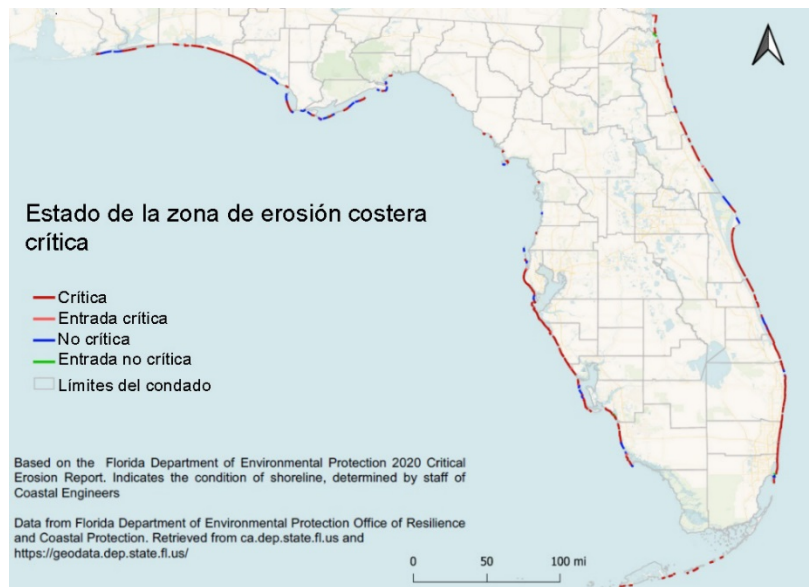 Estado de la zona de erosión costera
crítica
Crítica
Entrada crítica
No crítica
Entrada no crítica
Límites del condado
Based on the Florida Department of Environmental Protection 2020 Critical
Erosion Report. Indicates the condition of shoreline, determined by staff of
Coastal Engineers
Data from Florida Department of Environmental Protection Office of Resilience
and Coastal Protection. Retrieved from ca.dep.state.fl.us and
https://geodata.dep.state.fl.us/
0 50 100 mi